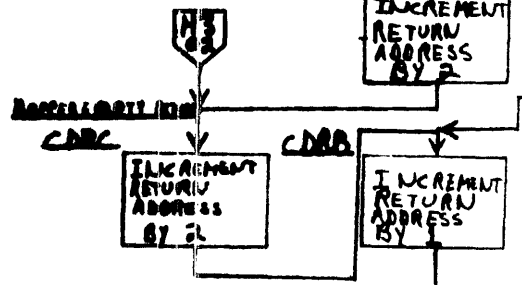 INCREMENT
RETURN
ADDRESS
BY 2
CDRC
CDRB
INCREMENT
RETURN
ADDRESS
BY 2
INCREMENT
RETURN
ADDRESS
BY 1